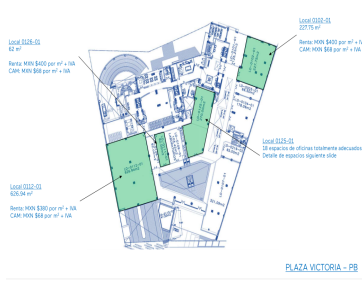 Local 0102-01
227.75 m²
Renta: MXN $400 por m² + IVA
CAM: MXN $68 por m² + IVA
Local 0126-01
62 m²
Renta: MXN $400 por m² + IVA
CAM: MXN $68 por m² + IVA
Local 0125-01
18 espacios de oficinas totalmente adecuados
Detalle de espacios siguiente slide
Local 0112-01
626.94 m²
Renta: MXN $380 por m² + IVA
CAM: MXN $68 por m² + IVA
PLAZA VICTORIA – PB